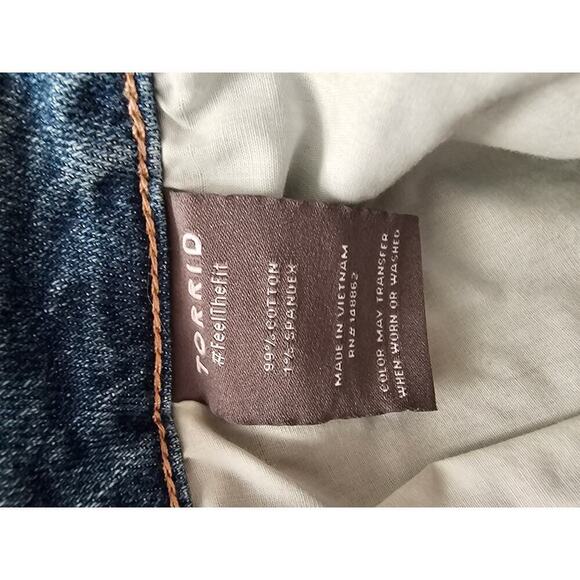 TORRID
#FeelTheFit
99% COTTON
1% SPANDEX
MADE IN VIETNAM
RN# 148862
COLOR MAY TRANSFER
WHEN WORN OR WASHED